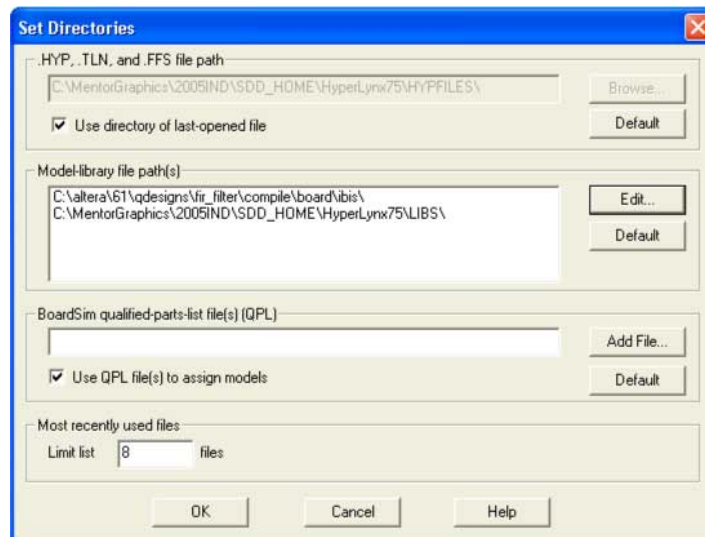 Set Directories
.HYP, .TLN, and .FFS file path
C:\MentorGraphics\2005IND\SDD_HOME\HyperLynx75\HYPFILES\
Browse...
Use directory of last-opened file
Default
Model-library file path(s)
C:\altera\61\qdesigns\fir_filter\compile\board\ibis\
C:\MentorGraphics\2005IND\SDD_HOME\HyperLynx75\LIBS\
Edit...
Default
BoardSim qualified-parts-list file(s) (QPL)
Add File...
Use QPL file(s) to assign models
Default
Most recently used files
Limit list 8 files
OK Cancel Help